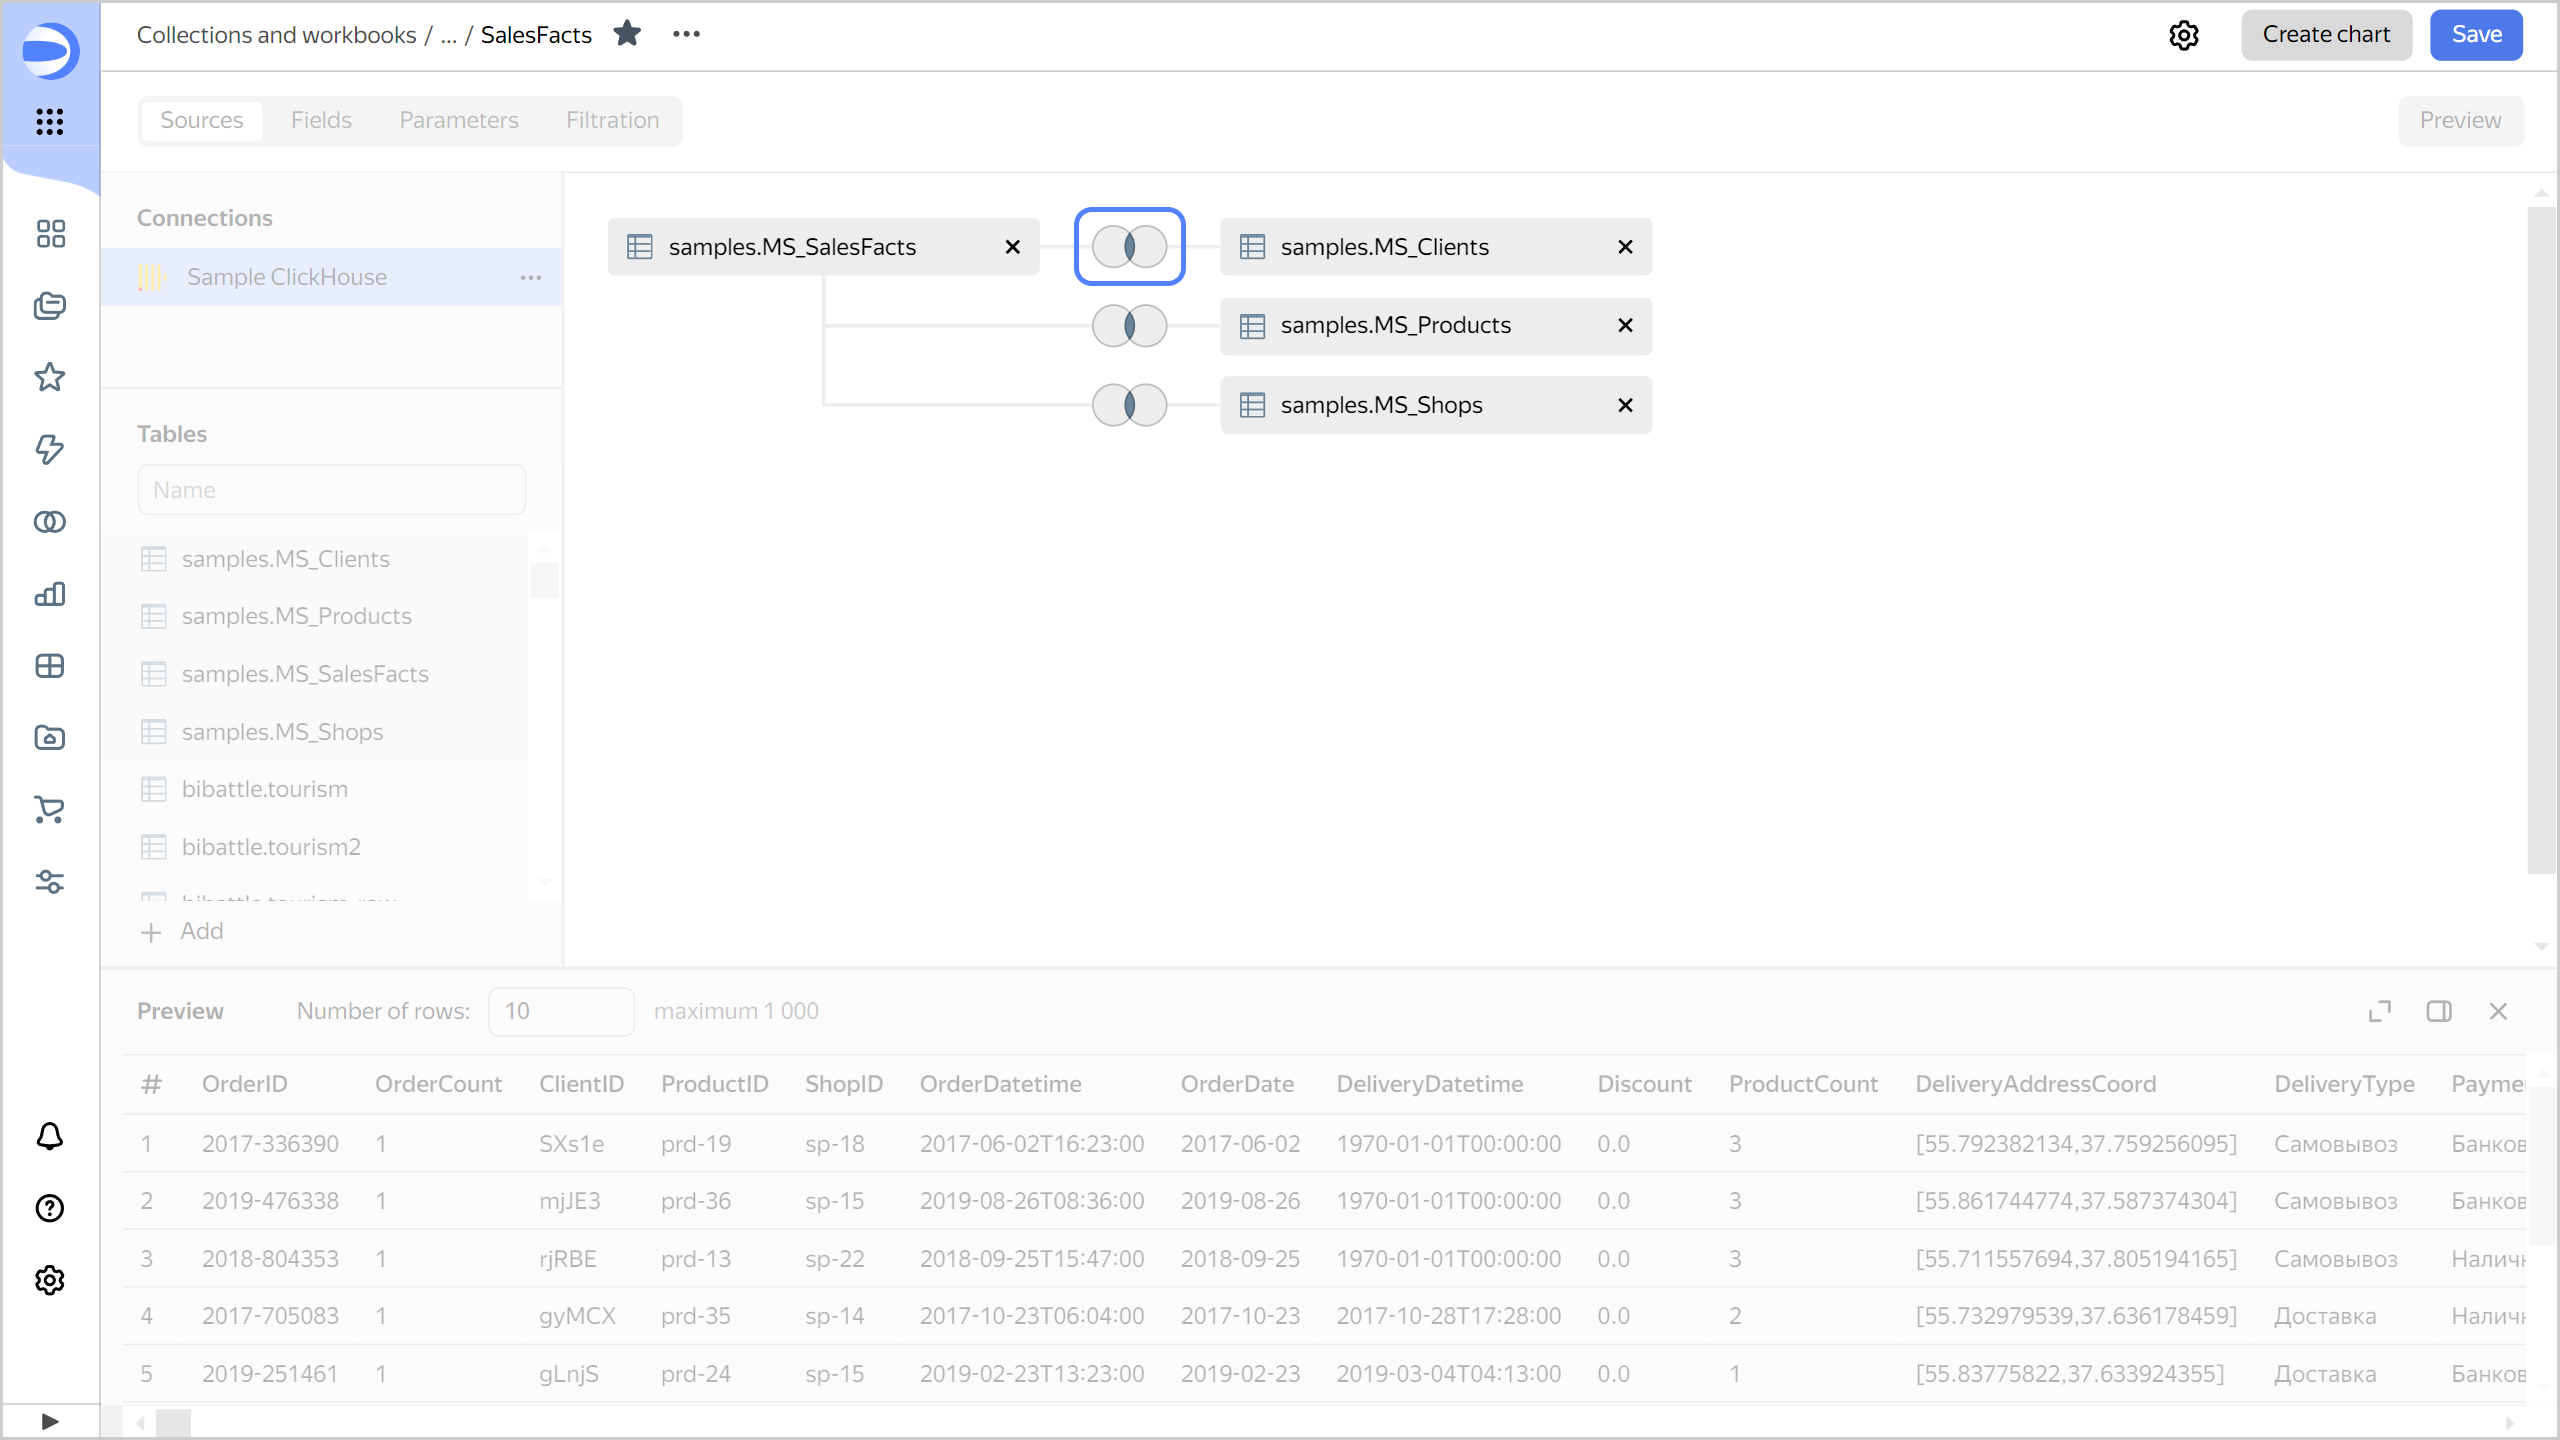 Collections and workbooks / ... / SalesFacts
Create chart
Save
Sources
Fields
Parameters
Filtration
Preview
Connections
Sample ClickHouse
samples.MS_SalesFacts
samples.MS_Clients
samples.MS_Products
samples.MS_Shops
Tables
Name
samples.MS_Clients
samples.MS_Products
samples.MS_SalesFacts
samples.MS_Shops
bibattle.tourism
bibattle.tourism2
Add
Preview
Number of rows: 10 maximum 1 000
# OrderID OrderCount ClientID ProductID ShopID OrderDatetime OrderDate DeliveryDatetime Discount ProductCount DeliveryAddressCoord DeliveryType
1 2017-336390 1 SXs1e prd-19 sp-18 2017-06-02T16:23:00 2017-06-02 1970-01-01T00:00:00 0.0 3 [55.792382134,37.759256095] Самовывоз Банков
2 2019-476338 1 mjJE3 prd-36 sp-15 2019-08-26T08:36:00 2019-08-26 1970-01-01T00:00:00 0.0 3 [55.861744774,37.587374304] Самовывоз Банков
3 2018-804353 1 rjRBE prd-13 sp-22 2018-09-25T15:47:00 2018-09-25 1970-01-01T00:00:00 0.0 3 [55.711557694,37.805194165] Самовывоз
4 2017-705083 1 gyMCX prd-35 sp-14 2017-10-23T06:04:00 2017-10-23 2017-10-28T17:28:00 0.0 2 [55.732979539,37.636178459] Доставка
5 2019-251461 1 gLnjS prd-24 sp-15 2019-02-23T13:23:00 2019-02-23 2019-03-04T04:13:00 0.0 1 [55.83775822,37.633924355] Доставка Банков